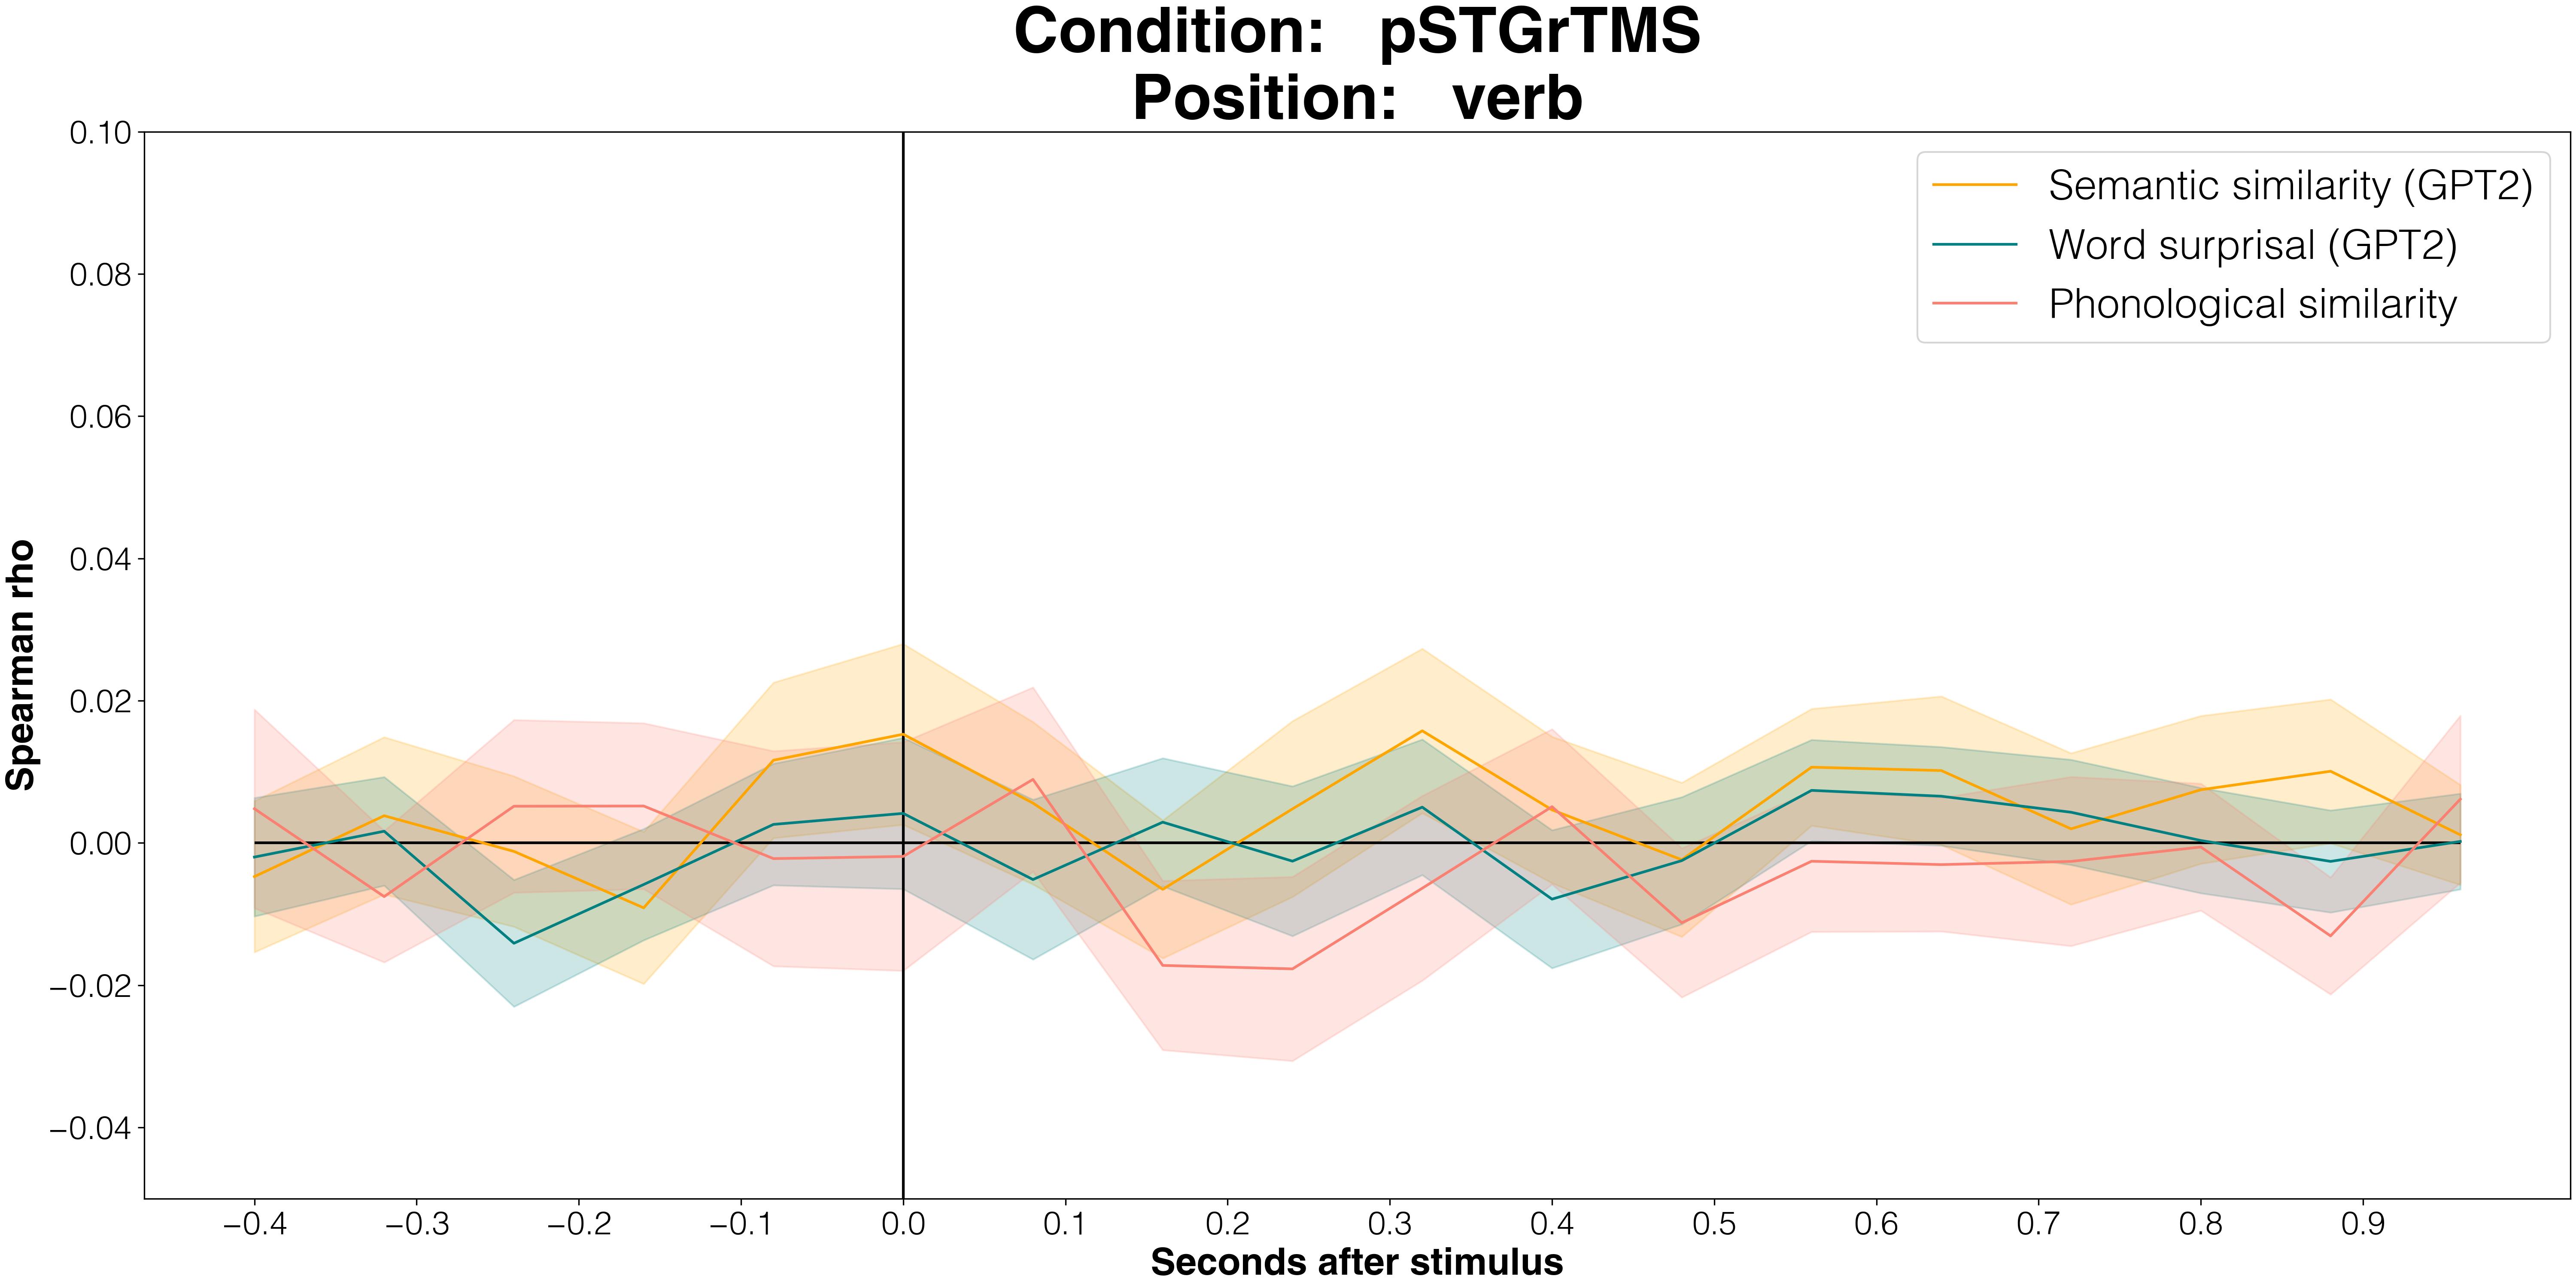 Condition:   pSTGrTMS
Position:   verb
Semantic similarity (GPT2)
Word surprisal (GPT2)
Phonological similarity
Spearman rho
0.10
0.08
0.06
0.04
0.02
0.00
−0.02
−0.04
−0.4 −0.3 −0.2 −0.1 0.0 0.1 0.2 0.3 0.4 0.5 0.6 0.7 0.8 0.9
Seconds after stimulus